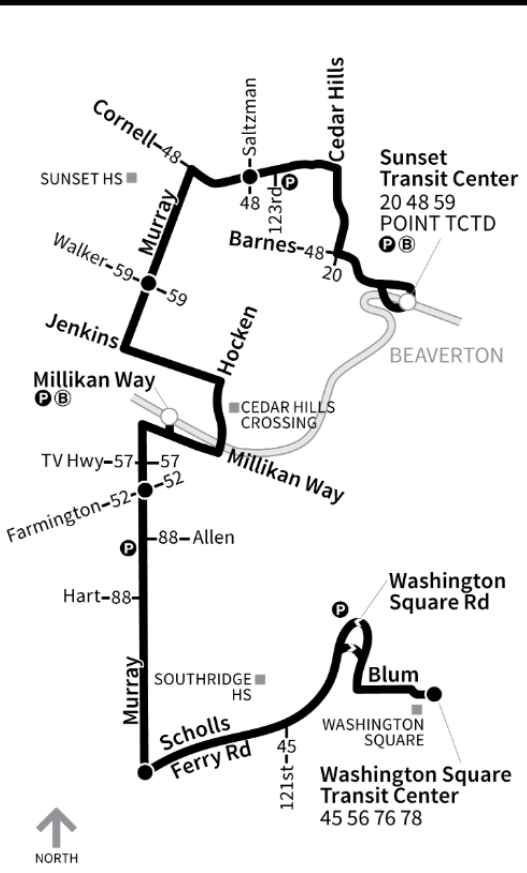 Cedar Hills
Saltzman
Cornell
48
48
123rd
P
SUNSET HS
Sunset
Transit Center
20 48 59
POINT TCTD
P B
Murray
Barnes
48
20
Walker
59
59
Jenkins
Hocken
BEAVERTON
Millikan Way
P B
CEDAR HILLS
CROSSING
Millikan Way
TV Hwy
57
57
Farmington
52
52
88
Allen
P
Hart
88
Washington
Square Rd
P
Murray
SOUTHRIDGE
HS
Blum
Scholls
Ferry Rd
45
121st
WASHINGTON
SQUARE
Washington Square
Transit Center
45 56 76 78
NORTH